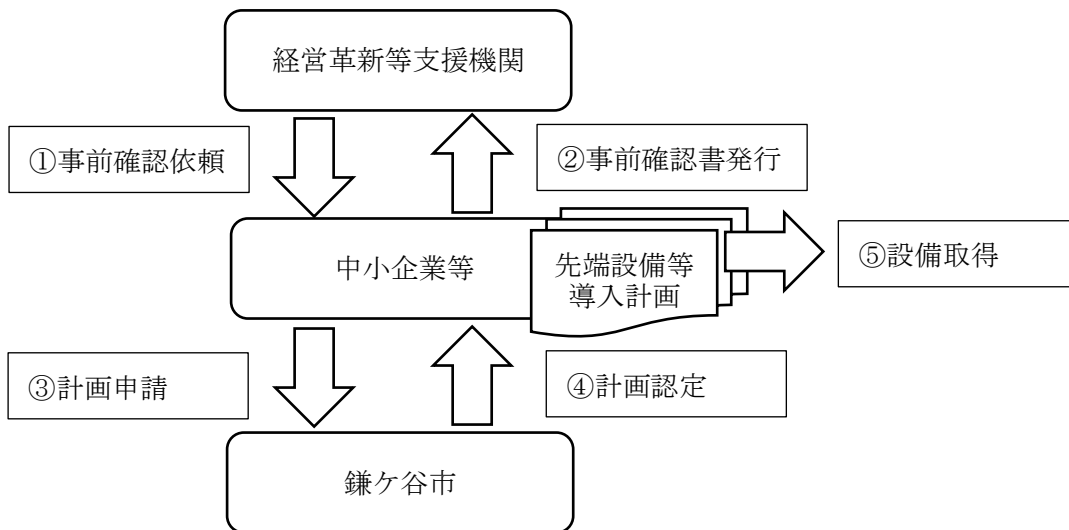 経営革新等支援機関
①事前確認依頼
②事前確認書発行
中小企業等
先端設備等
導入計画
⑤設備取得
③計画申請
④計画認定
鎌ケ谷市